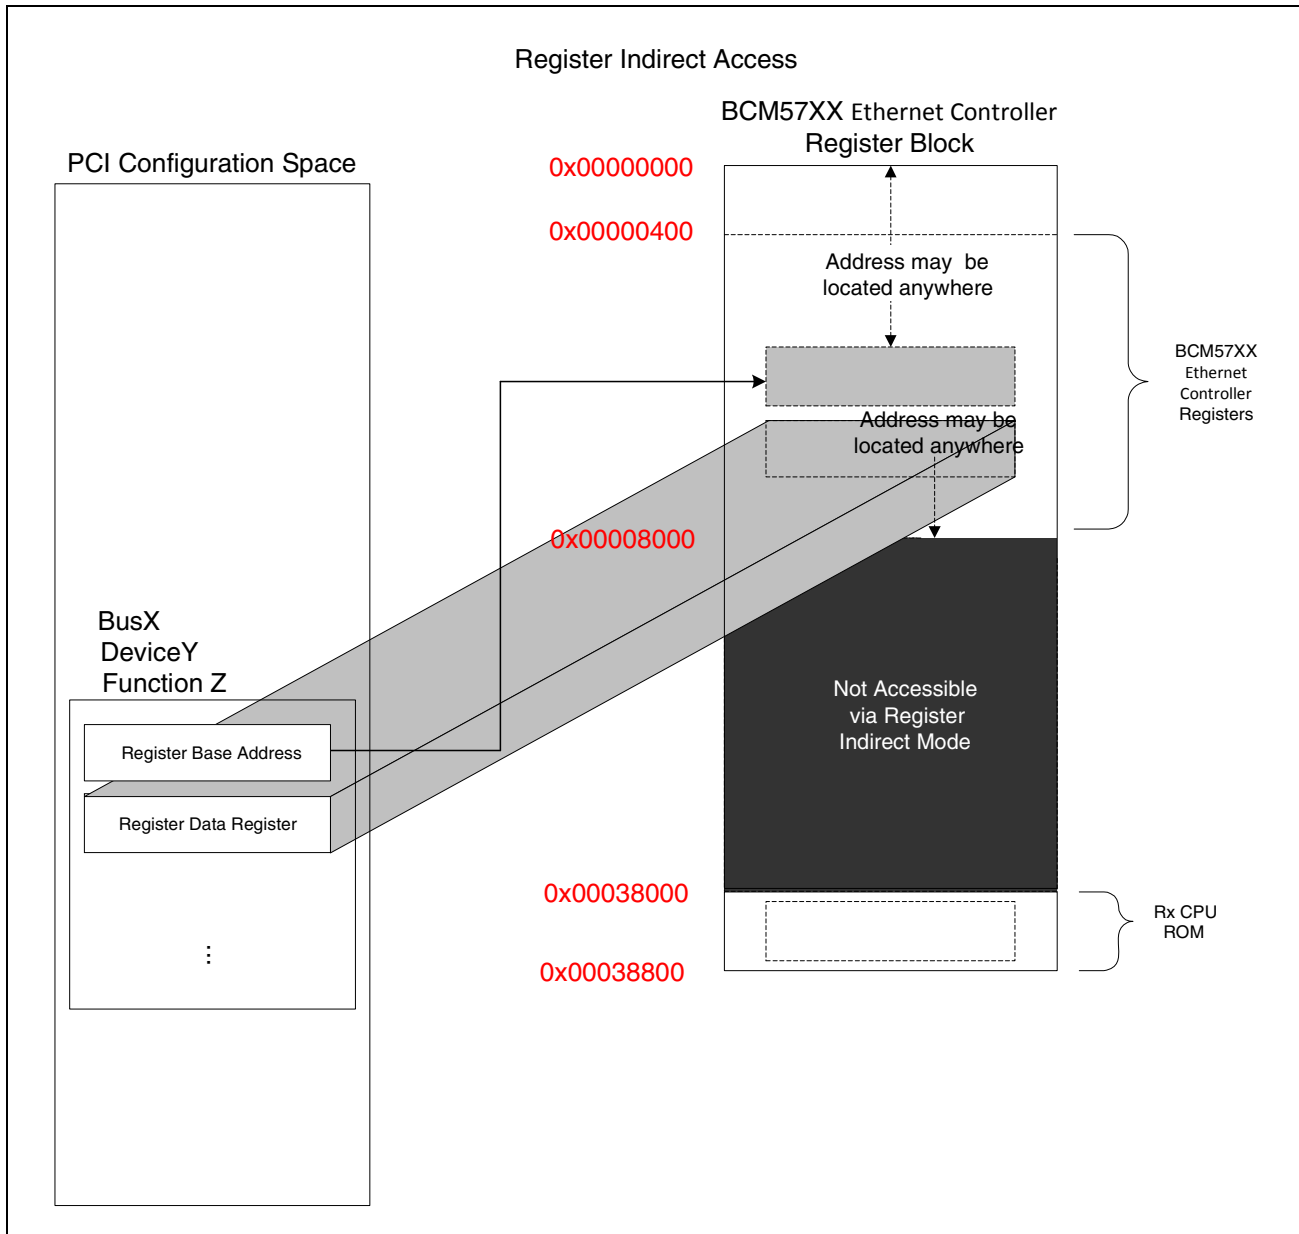 Register Indirect Access
BCM57XX Ethernet Controller
Register Block
PCI Configuration Space
0x00000000
0x00000400
Address may be
located anywhere
BCM57XX
Ethernet
Controller
Registers
Address may be
located anywhere
0x00008000
BusX
DeviceY
Function Z
Register Base Address
Register Data Register
...
Not Accessible
via Register
Indirect Mode
0x00038000
Rx CPU
ROM
0x00038800